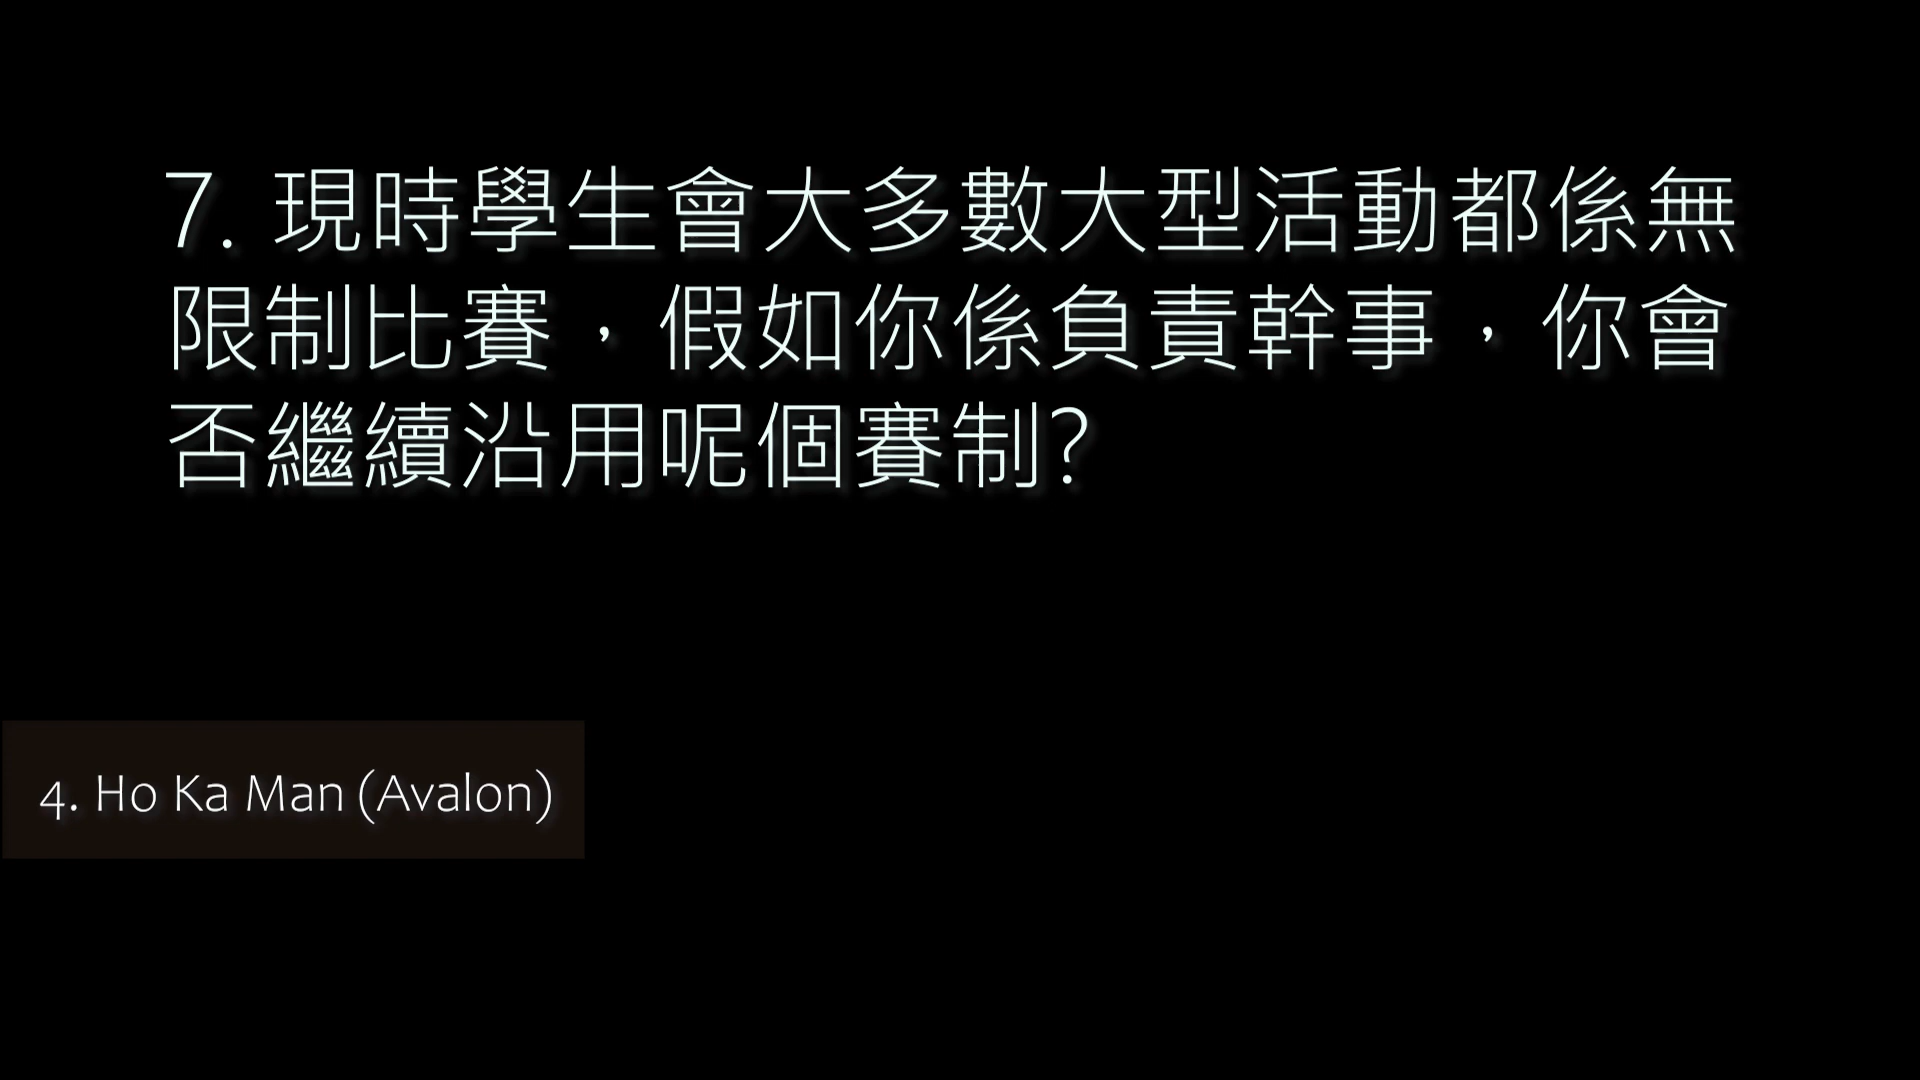 7. 現時學生會大多數大型活動都係無
限制比賽，假如你係負責幹事，你會
否繼續沿用呢個賽制?
4. Ho Ka Man (Avalon)